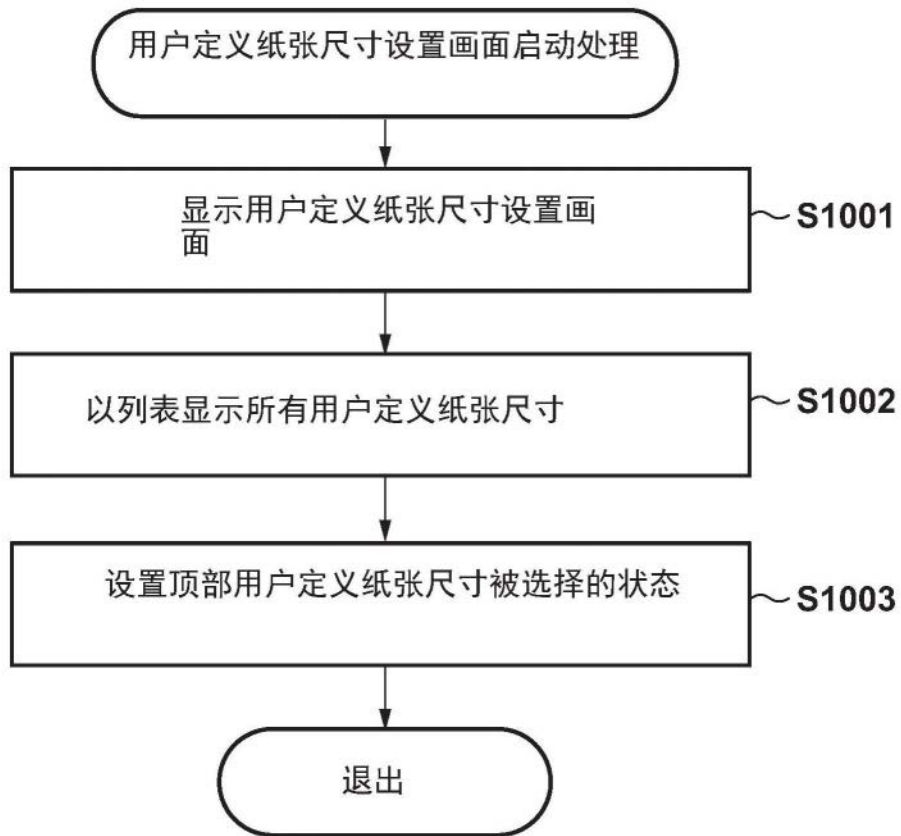 用户定义纸张尺寸设置画面启动处理
显示用户定义纸张尺寸设置画
面
S1001
以列表显示所有用户定义纸张尺寸
S1002
设置顶部用户定义纸张尺寸被选择的状态
S1003
退出